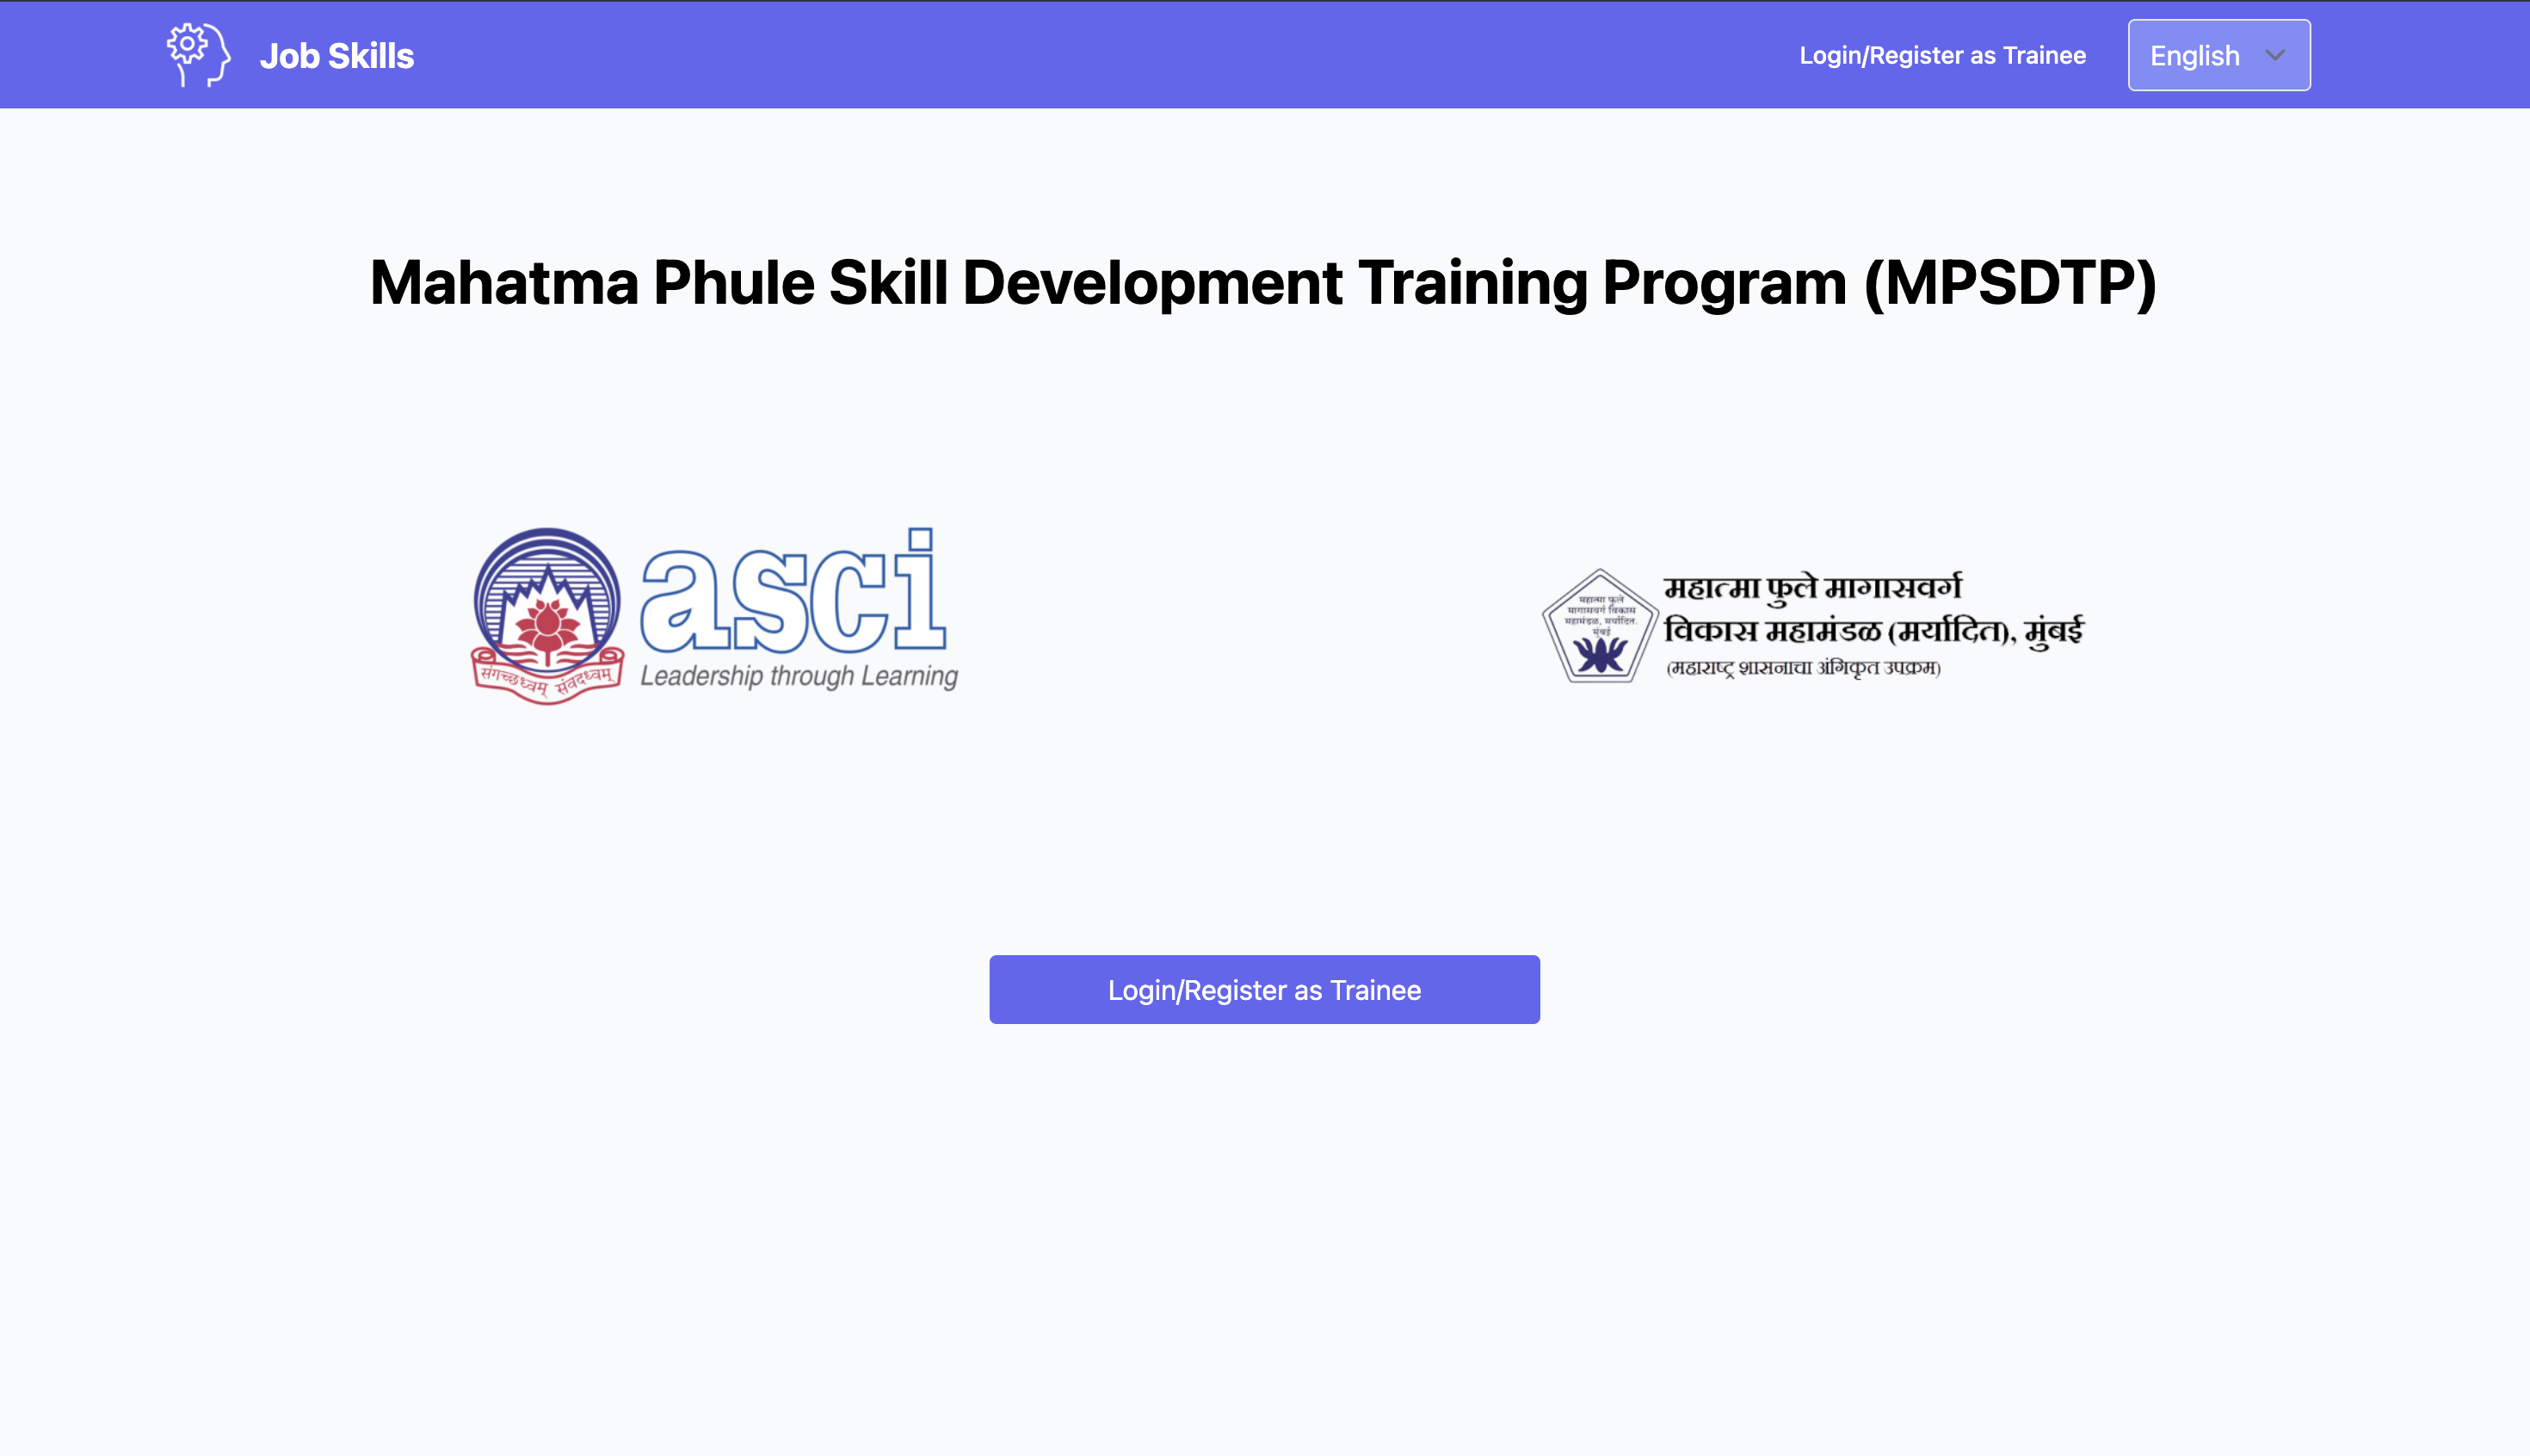 Job Skills
Login/Register as Trainee
English
Mahatma Phule Skill Development Training Program (MPSDTP)
asci
Leadership through Learning
संगच्छध्वम् संवदध्वम्
महात्मा फुले
मागासवर्ग विकास
महामंडळ, मर्यादित.
मुंबई
महात्मा फुले मागासवर्ग
विकास महामंडळ (मर्यादित), मुंबई
(महाराष्ट्र शासनाचा अंगिकृत उपक्रम)
Login/Register as Trainee